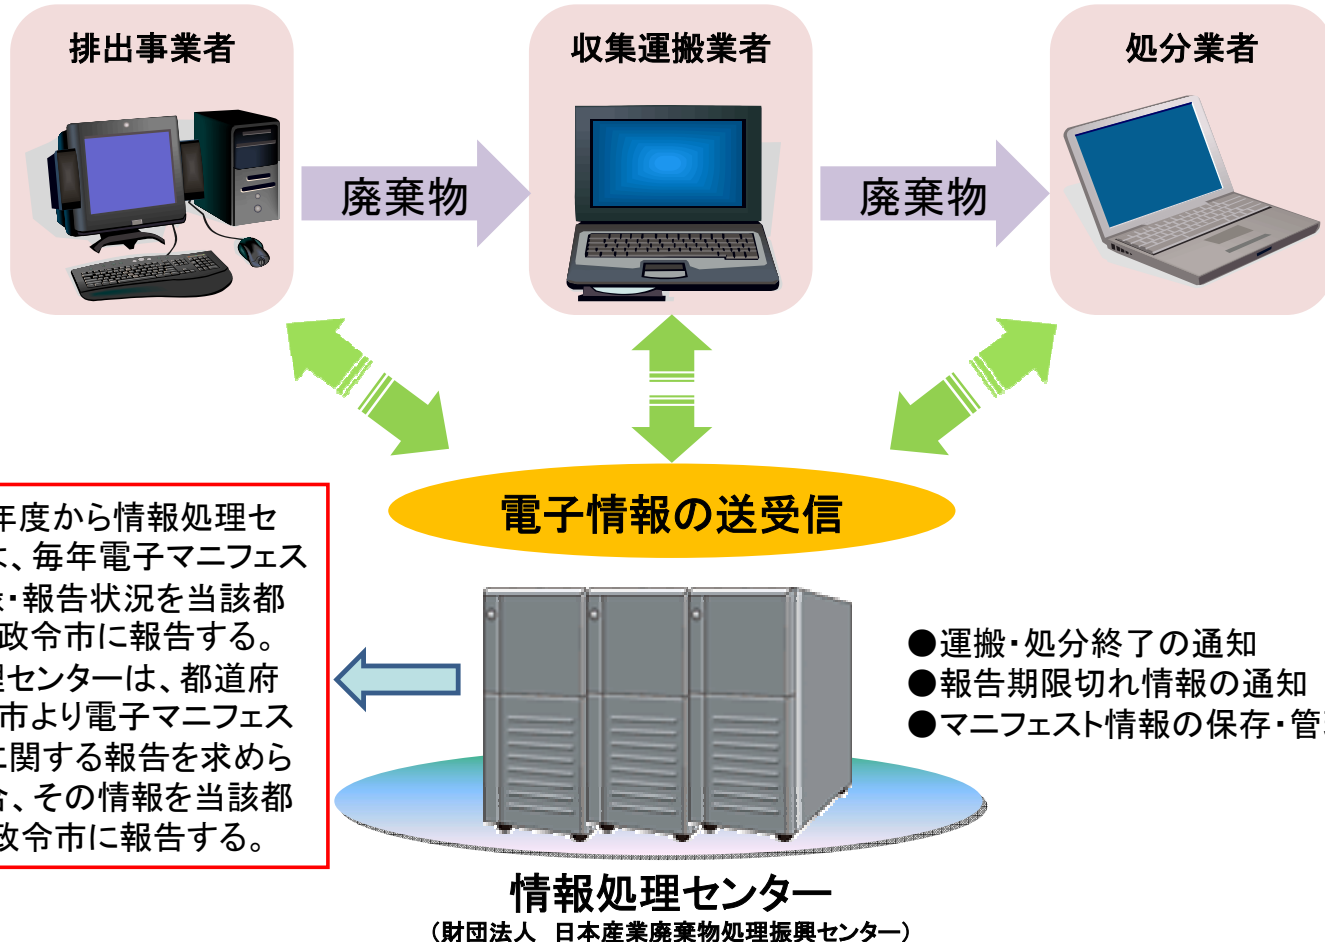 排出事業者
収集運搬業者
処分業者
廃棄物
廃棄物
電子情報の送受信
年度から情報処理セ
、毎年電子マニフェス
・報告状況を当該都
政令市に報告する。
センターは、都道府
市より電子マニフェス
に関する報告を求めら
、その情報を当該都
政令市に報告する。
●運搬・処分終了の通知
●報告期限切れ情報の通知
●マニフェスト情報の保存・管
情報処理センター
（財団法人　日本産業廃棄物処理振興センター）